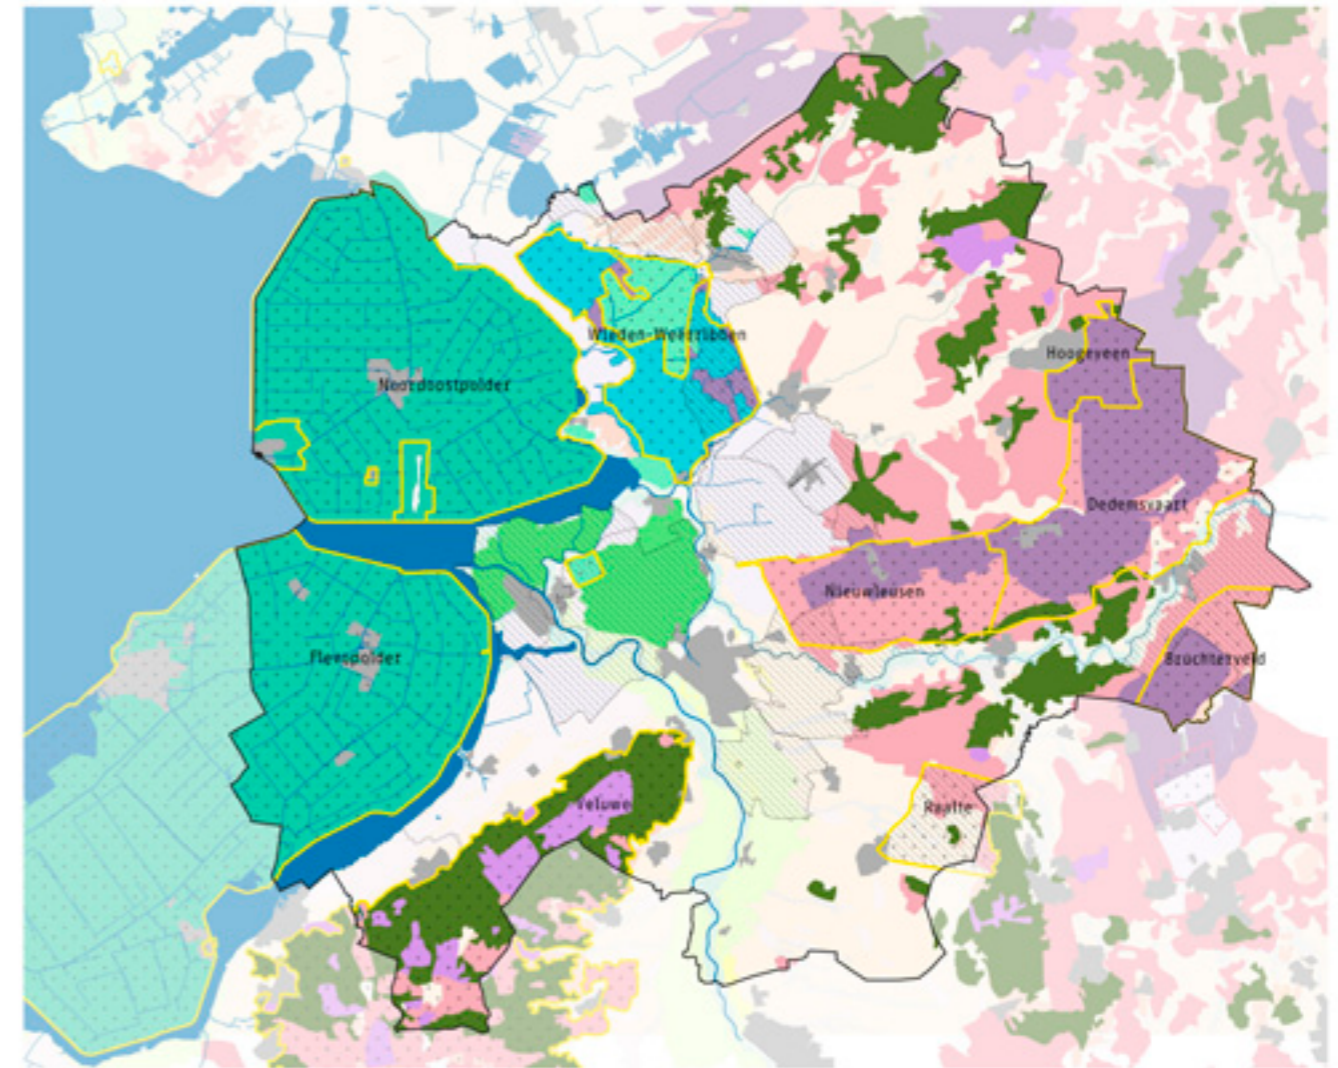 Wieden-Weerribben
Hoogeveen
Noordoostpolder
Dedemsvaart
Nieuwleusen
Flevopolder
Bruchterveld
Veluwe
Raalte